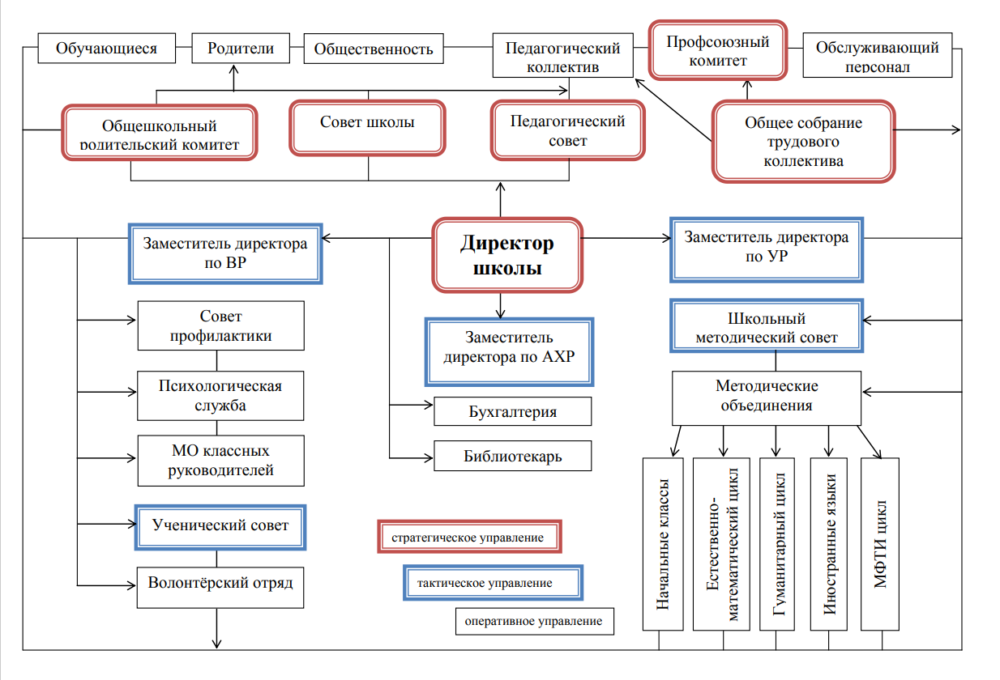 Обучающиеся
Родители
Общественность
Педагогический
коллектив
Профсоюзный
комитет
Обслуживающий
персонал
Общешкольный
родительский комитет
Совет школы
Педагогический
совет
Общее собрание
трудового
коллектива
Заместитель директора
по ВР
Директор
школы
Заместитель директора
по УР
Совет
профилактики
Заместитель
директора по АХР
Школьный
методический совет
Психологическая
служба
Бухгалтерия
Методические
объединения
МО классных
руководителей
Библиотекарь
Ученический совет
Волонтёрский отряд
стратегическое управление
тактическое управление
оперативное управление
Начальные классы
Естественно-
математический цикл
Гуманитарный цикл
Иностранные языки
МФТИ цикл